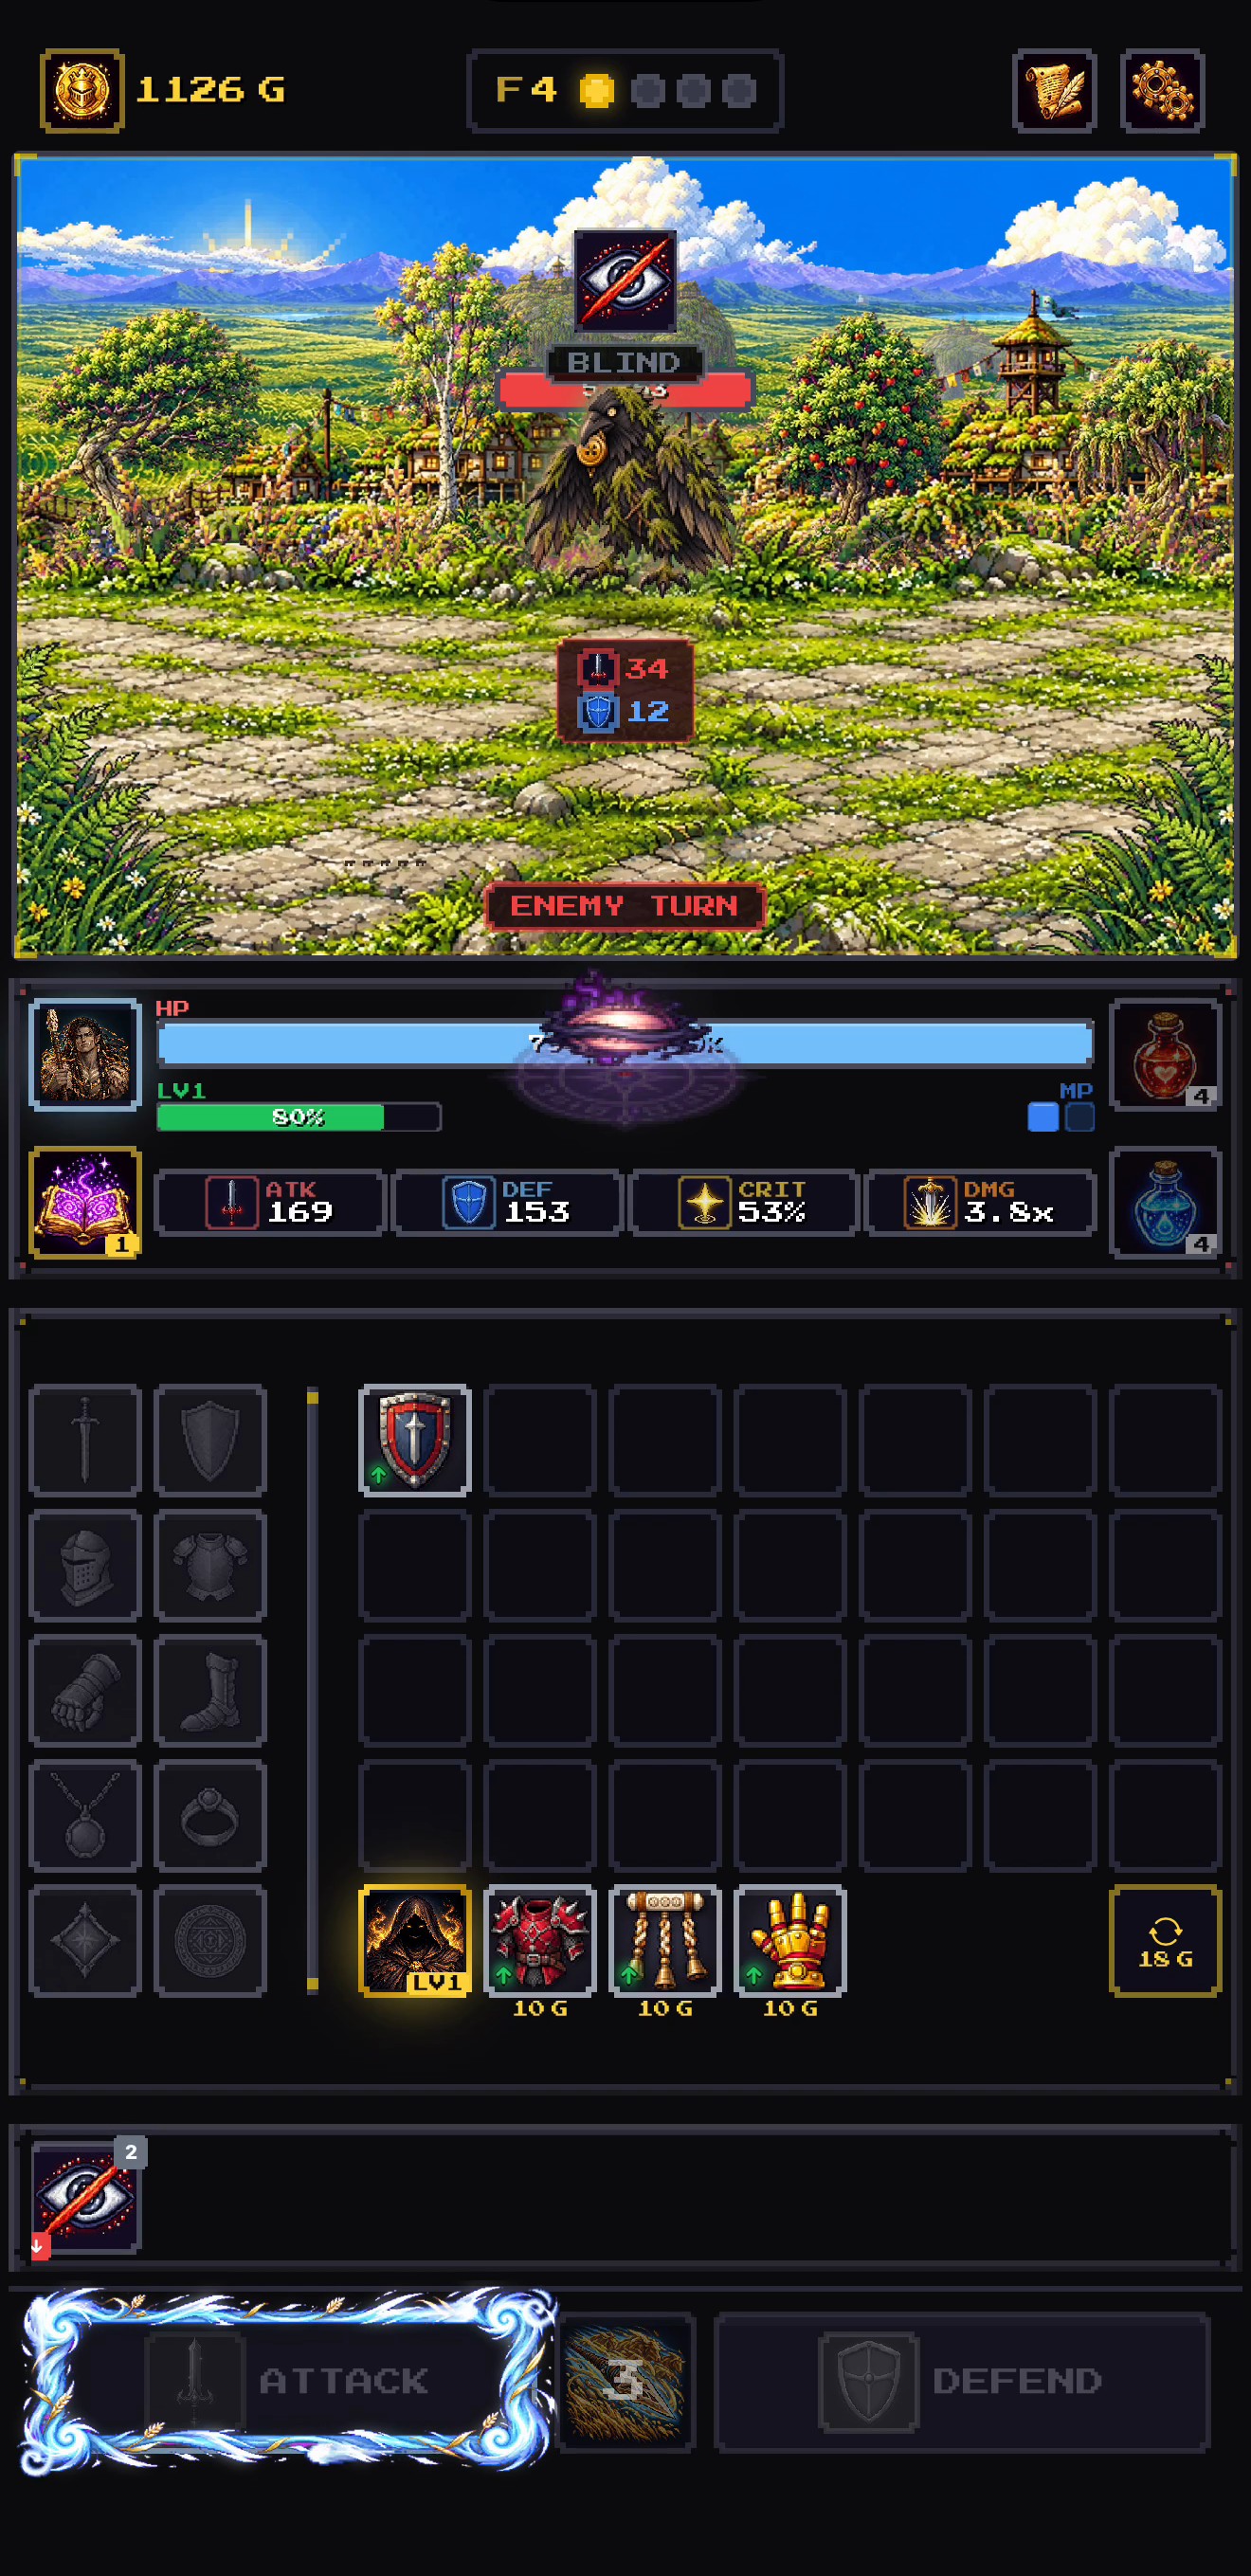 1126 G
F4
BLIND
34
12
ENEMY TURN
HP
LV1
80%
MP
4
1
ATK
169
DEF
153
CRIT
53%
DMG
3.8x
4
LV1
18 G
10 G
10 G
10 G
2
ATTACK
3
DEFEND